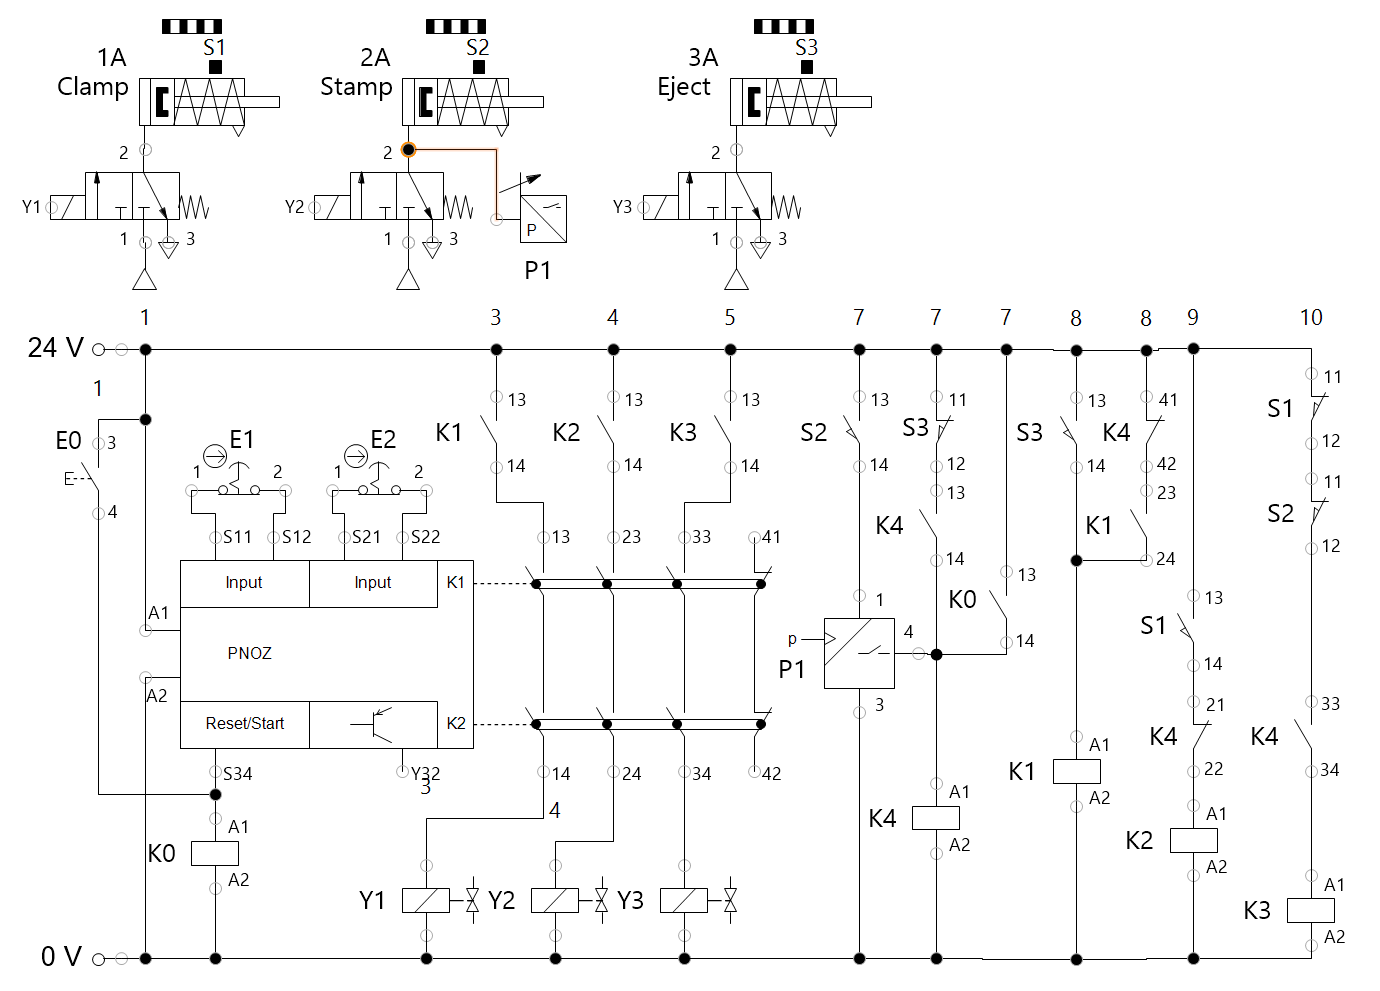 S1 S2 S3
1A 2A 3A
Clamp Stamp Eject
2 2 2
Y1 Y2 Y3
P
1 3 1 3 1 3
P1
1 3 4 5 7 7 7 8 8 9 10
24 V
1
11
13 13 13 13 11 13 41
S1
E0 3 E1 E2 K1 K2 K3 S2 S3 S3 K4
12
1 2 1 2 14 14 14 14 12 14 42
11
13 23
4
S2
K4 K1
S11 S12 S21 S22 13 23 33 41
12
14 24
Input Input K1
13
A1 1 K0 13
4 S1
p 14
PNOZ
P1 14
A2
3 21 33
Reset/Start K2
K4 K4
A1
S34 Y32 14 24 34 42 K1 22 34
3
A1 A2
4 A1
K4
A1
K2
A2
K0 A2
A2 A1
Y1 Y2 Y3
K3
A2
0 V